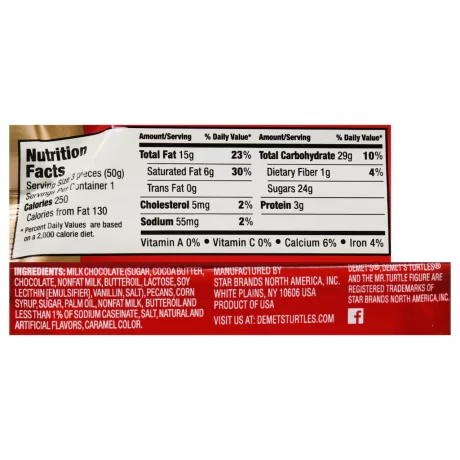 Nutrition
Facts
Serving Size 3 pieces (50g)
Servings Per Container 1
Calories 250
Calories from Fat 130
* Percent Daily Values are based
on a 2,000 calorie diet.
Amount/Serving % Daily Value*
Total Fat 15g 23%
Saturated Fat 6g 30%
Trans Fat 0g
Cholesterol 5mg 2%
Sodium 55mg 2%
Amount/Serving % Daily Value*
Total Carbohydrate 29g 10%
Dietary Fiber 1g 4%
Sugars 24g
Protein 3g
Vitamin A 0% • Vitamin C 0% • Calcium 6% • Iron 4%
INGREDIENTS: MILK CHOCOLATE (SUGAR, COCOA BUTTER,
CHOCOLATE, NONFAT MILK, BUTTEROIL, LACTOSE, SOY
LECITHIN [EMULSIFIER], VANILLIN, SALT), PECANS, CORN
SYRUP, SUGAR, PALM OIL, NONFAT MILK, BUTTEROIL AND
LESS THAN 1% OF SODIUM CASEINATE, SALT, NATURAL AND
ARTIFICIAL FLAVORS, CARAMEL COLOR.
MANUFACTURED BY
STAR BRANDS NORTH AMERICA, INC.
WHITE PLAINS, NY 10606 USA
PRODUCT OF USA
VISIT US AT: DEMETSTURTLES.COM
DEMET'S®, DEMET'S TURTLES®
AND THE MR. TURTLE FIGURE ARE
REGISTERED TRADEMARKS OF
STAR BRANDS NORTH AMERICA, INC.
f